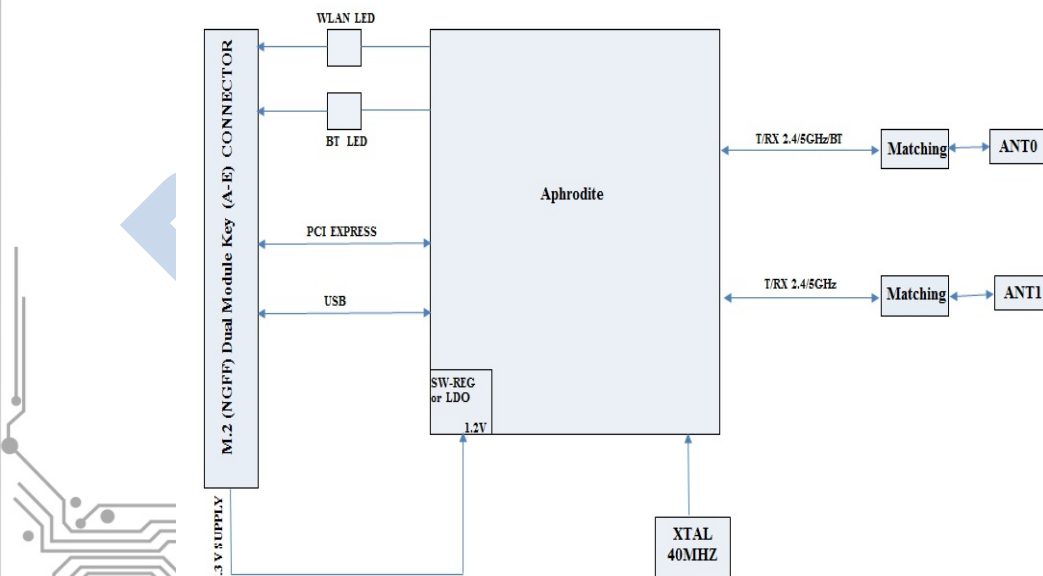 WLAN LED
BT LED
M.2 (NGFF) Dual Module Key (A-E) CONNECTOR
PCI EXPRESS
USB
Aphrodite
T/RX 2.4/5GHz/BT
Matching
ANT0
T/RX 2.4/5GHz
Matching
ANT1
SW-REG
or LDO
1.2V
.3 V SUPPLY
XTAL
40MHZ